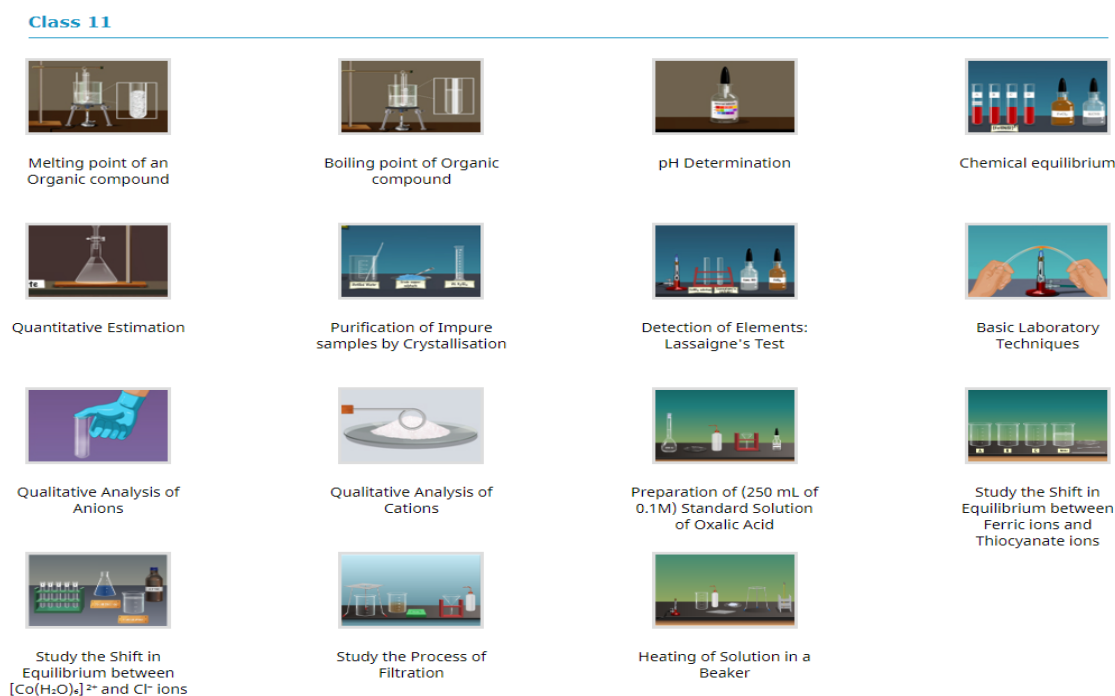 Class 11
Melting point of an
Organic compound
Boiling point of Organic
compound
pH Determination
Chemical equilibrium
Quantitative Estimation
Purification of Impure
samples by Crystallisation
Detection of Elements:
Lassaigne's Test
Basic Laboratory
Techniques
Qualitative Analysis of
Anions
Qualitative Analysis of
Cations
Preparation of (250 mL of
0.1M) Standard Solution
of Oxalic Acid
Study the Shift in
Equilibrium between
Ferric ions and
Thiocyanate ions
Study the Shift in
Equilibrium between
[Co(H₂O)₆]²⁺ and Cl⁻ ions
Study the Process of
Filtration
Heating of Solution in a
Beaker